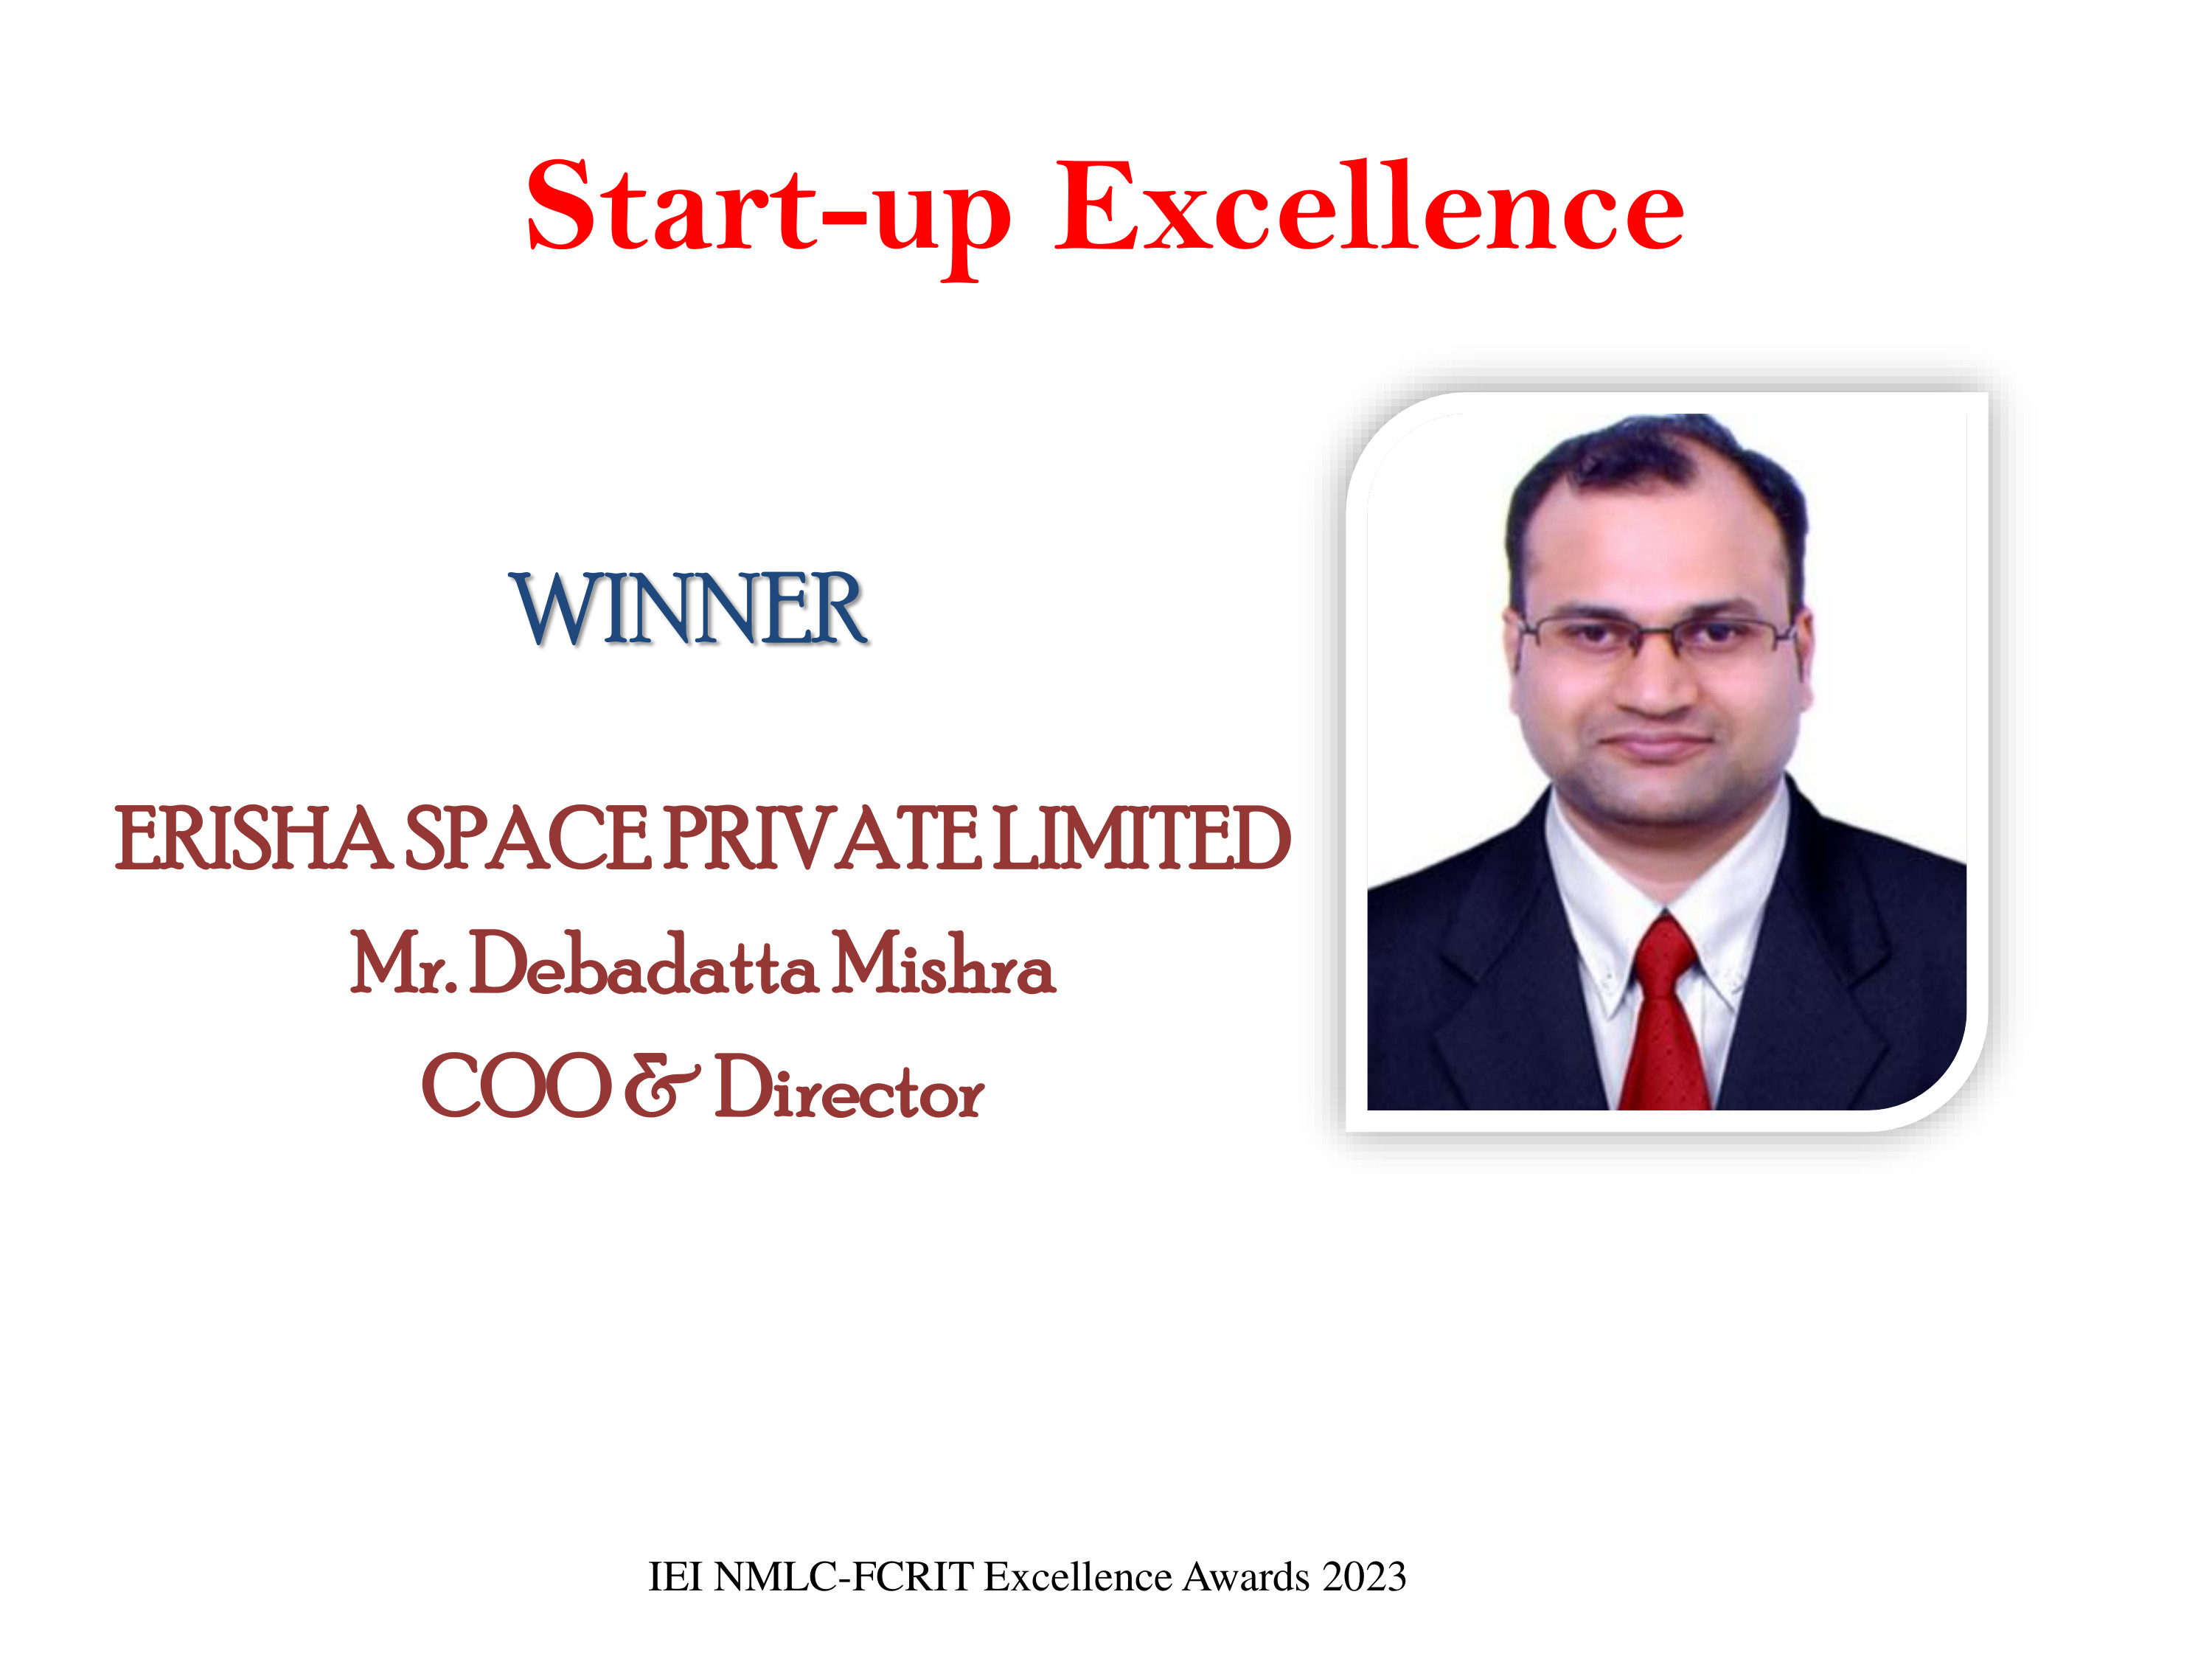 Start-up Excellence
WINNER
ERISHA SPACE PRIVATE LIMITED
Mr. Debadatta Mishra
COO & Director
IEI NMLC-FCRIT Excellence Awards 2023